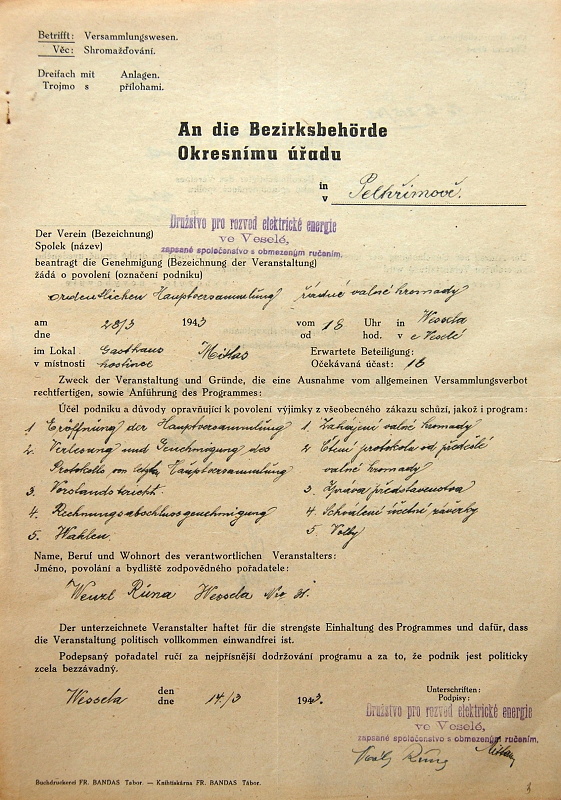 Betrifft: Versammlungswesen.
Věc: Shromažďování.
Dreifach mit Anlagen.
Trojmo s přílohami.
An die Bezirksbehörde
Okresnímu úřadu
in
v Pelhřimově.
Der Verein (Bezeichnung)
Spolek (název)
Družstvo pro rozvod elektrické energie
ve Veselé,
zapsané společenstvo s obmezeným ručením.
beantragt die Genehmigung (Bezeichnung der Veranstaltung)
žádá o povolení (označení podniku)
ordentlichen Hauptversammlung řádné valné hromady
am 28/3 1943 vom 18 Uhr in Wessela
dne od hod. v e Veselé
im Lokal Gasthaus Mitlas Erwartete Beteiligung:
v místnosti hostinec Očekávaná účast: 18
Zweck der Veranstaltung und Gründe, die eine Ausnahme vom allgemeinen Versammlungsverbot
rechtfertigen, sowie Anführung des Programmes:
Účel podniku a důvody opravňující k povolení výjimky z všeobecného zákazu schůzí, jakož i program:
1 Eröffnung der Hauptversammlung 1. Zahájení valné hromady
2. Verlesung und Genehmigung des 2 Čtení protokolu od předešlé
Protokolls von Hauptversammlung valné hromady
3. Vorstandsbericht. 3. Zpráva představenstva
4. Rechnungsabschlussgenehmigung 4. Schválení účetní závěrky
5. Wahlen. 5. Volby
Name, Beruf und Wohnort des verantwortlichen Veranstalters:
Jméno, povolání a bydliště zodpovědného pořadatele:
Wenzl Růna Wessela Nro 31.
Der unterzeichnete Veranstalter haftet für die strengste Einhaltung des Programmes und dafür, dass
die Veranstaltung politisch vollkommen einwandfrei ist.
Podepsaný pořadatel ručí za nejpřísnější dodržování programu a za to, že podnik jest politicky
zcela bezzávadný.
Wessela den 14/3 1943.
dne
Unterschriften:
Podpisy:
Družstvo pro rozvod elektrické energie
ve Veselé,
zapsané společenstvo s obmezeným ručením.
Růna Mitlas
Buchdruckerei FR. BANDAS Tabor. — Knihtiskárna FR. BANDAS Tábor.